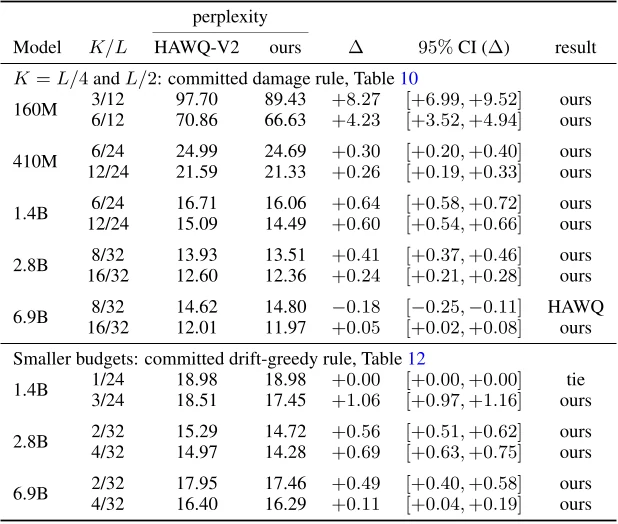 perplexity
Model K/L HAWQ-V2 ours Δ 95% CI (Δ) result
K = L/4 and L/2: committed damage rule, Table 10
160M 3/12 97.70 89.43 +8.27 [+6.99, +9.52] ours
6/12 70.86 66.63 +4.23 [+3.52, +4.94] ours
410M 6/24 24.99 24.69 +0.30 [+0.20, +0.40] ours
12/24 21.59 21.33 +0.26 [+0.19, +0.33] ours
1.4B 6/24 16.71 16.06 +0.64 [+0.58, +0.72] ours
12/24 15.09 14.49 +0.60 [+0.54, +0.66] ours
2.8B 8/32 13.93 13.51 +0.41 [+0.37, +0.46] ours
16/32 12.60 12.36 +0.24 [+0.21, +0.28] ours
6.9B 8/32 14.62 14.80 −0.18 [−0.25, −0.11] HAWQ
16/32 12.01 11.97 +0.05 [+0.02, +0.08] ours
Smaller budgets: committed drift-greedy rule, Table 12
1.4B 1/24 18.98 18.98 +0.00 [+0.00, +0.00] tie
3/24 18.51 17.45 +1.06 [+0.97, +1.16] ours
2.8B 2/32 15.29 14.72 +0.56 [+0.51, +0.62] ours
4/32 14.97 14.28 +0.69 [+0.63, +0.75] ours
6.9B 2/32 17.95 17.46 +0.49 [+0.40, +0.58] ours
4/32 16.40 16.29 +0.11 [+0.04, +0.19] ours